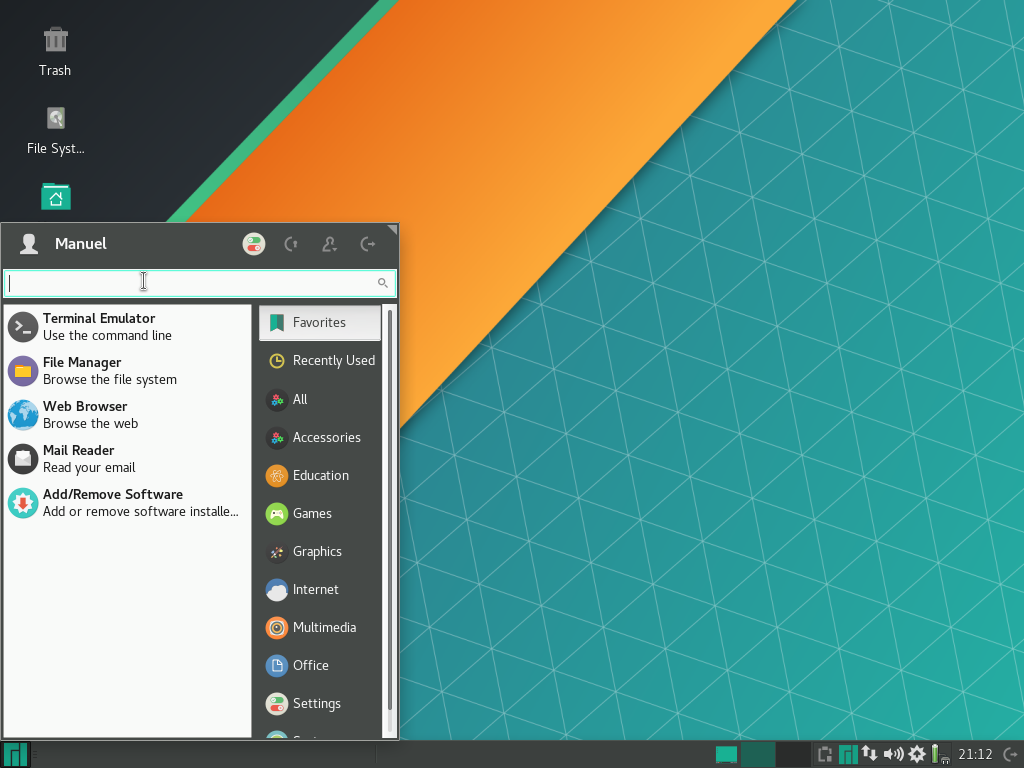 Trash
File Syst...
Manuel
Terminal Emulator
Use the command line
File Manager
Browse the file system
Web Browser
Browse the web
Mail Reader
Read your email
Add/Remove Software
Add or remove software installe...
Favorites
Recently Used
All
Accessories
Education
Games
Graphics
Internet
Multimedia
Office
Settings
21:12